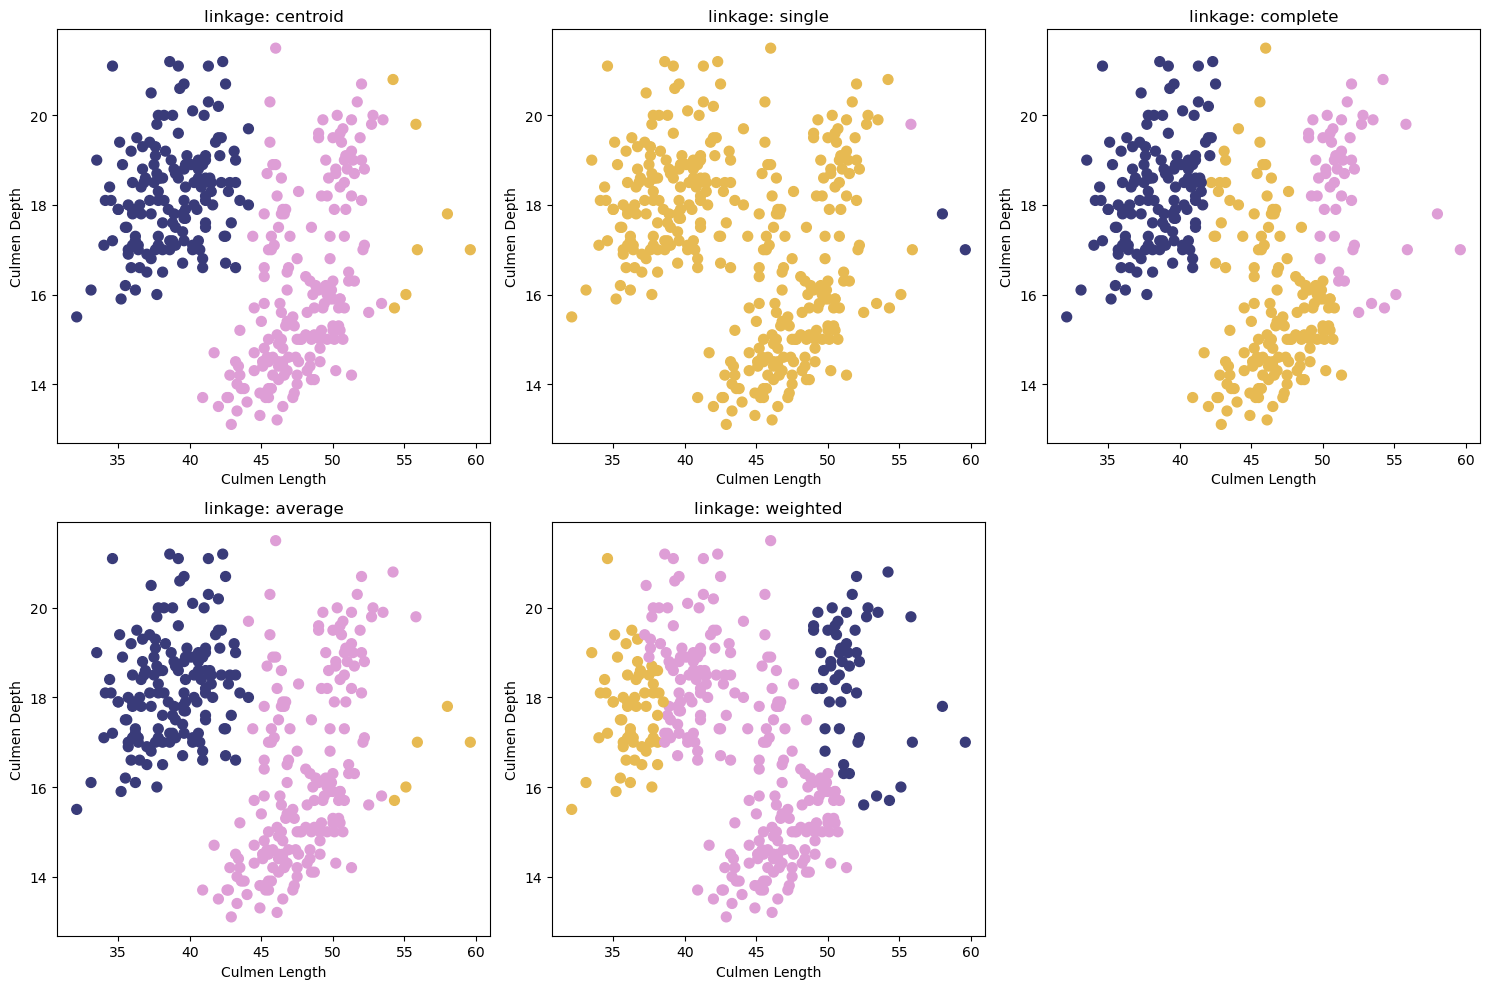 linkage: centroid
20
18
16
14
Culmen Depth
35 40 45 50 55 60
Culmen Length
linkage: single
20
18
16
14
Culmen Depth
35 40 45 50 55 60
Culmen Length
linkage: complete
20
18
16
14
Culmen Depth
35 40 45 50 55 60
Culmen Length
linkage: average
20
18
16
14
Culmen Depth
35 40 45 50 55 60
Culmen Length
linkage: weighted
20
18
16
14
Culmen Depth
35 40 45 50 55 60
Culmen Length